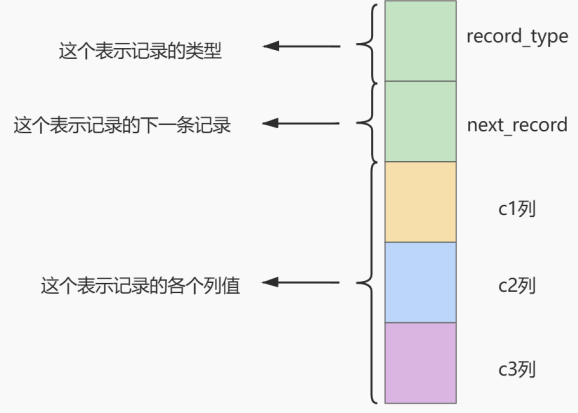 这个表示记录的类型
record_type
这个表示记录的下一条记录
next_record
c1列
这个表示记录的各个列值
c2列
c3列